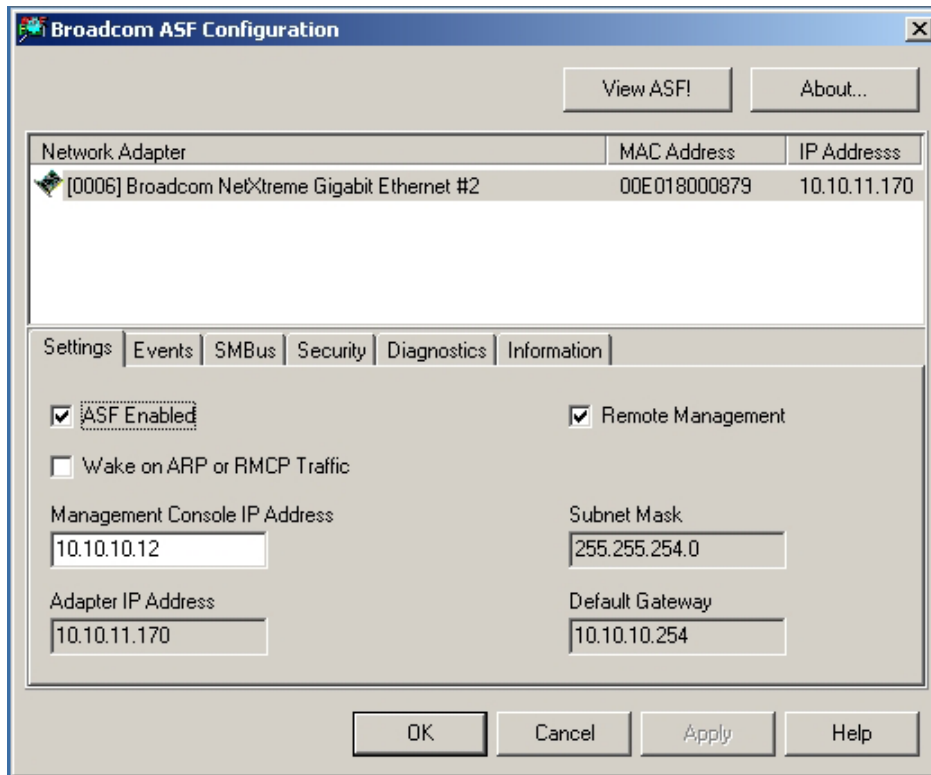 Broadcom ASF Configuration
View ASF! About...
Network Adapter MAC Address IP Addresss
[0006] Broadcom NetXtreme Gigabit Ethernet #2 00E018000879 10.10.11.170
Settings Events SMBus Security Diagnostics Information
ASF Enabled Remote Management
Wake on ARP or RMCP Traffic
Management Console IP Address Subnet Mask
10.10.10.12 255.255.254.0
Adapter IP Address Default Gateway
10.10.11.170 10.10.10.254
OK Cancel Apply Help